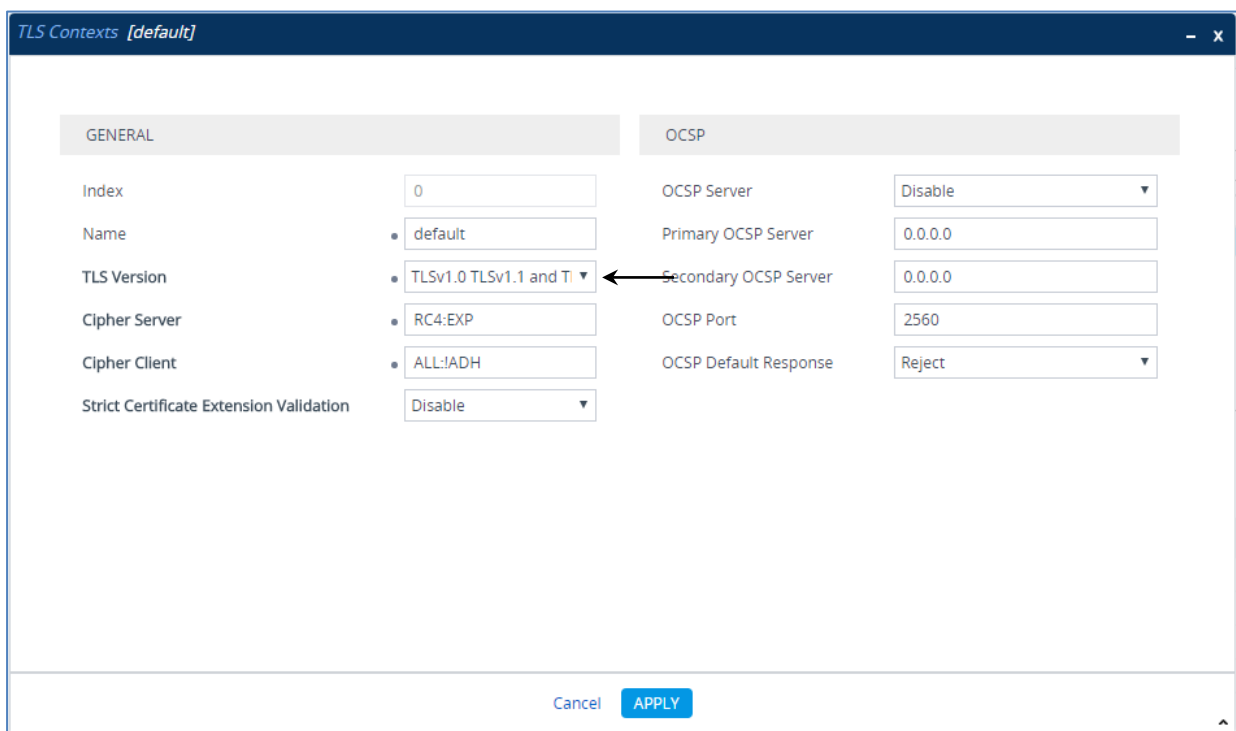 TLS Contexts [default]
– x
GENERAL
Index 0
Name default
TLS Version TLSv1.0 TLSv1.1 and
Cipher Server RC4:EXP
Cipher Client ALL:!ADH
Strict Certificate Extension Validation Disable
OCSP
OCSP Server Disable
Primary OCSP Server 0.0.0.0
Secondary OCSP Server 0.0.0.0
OCSP Port 2560
OCSP Default Response Reject
Cancel APPLY